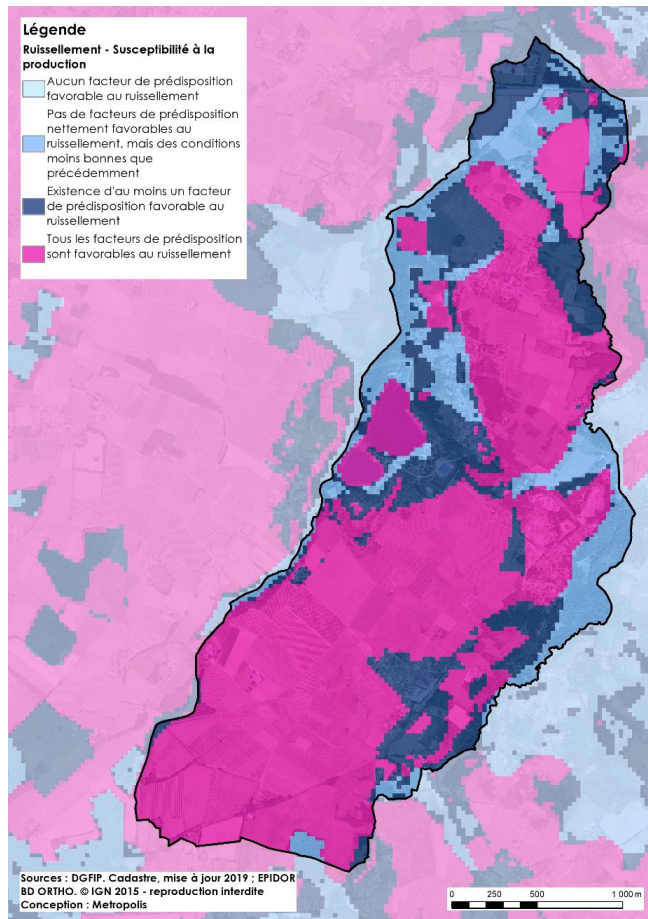 Légende
Ruissellement - Susceptibilité à la
production
Aucun facteur de prédisposition
favorable au ruissellement
Pas de facteurs de prédisposition
nettement favorables au
ruissellement, mais des conditions
moins bonnes que
précédemment
Existence d'au moins un facteur
de prédisposition favorable au
ruissellement
Tous les facteurs de prédisposition
sont favorables au ruissellement
Sources : DGFIP. Cadastre, mise à jour 2019 ; EPIDOR
BD ORTHO. © IGN 2015 - reproduction interdite
Conception : Metropolis
0 250 500 1 000 m